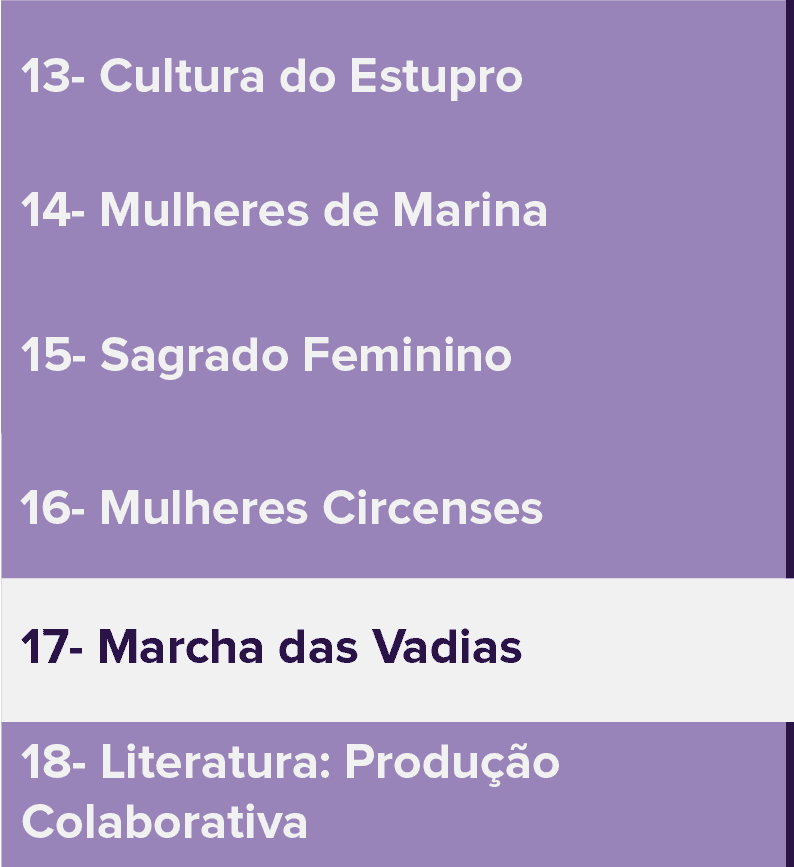 13- Cultura do Estupro
14- Mulheres de Marina
15- Sagrado Feminino
16- Mulheres Circenses
17- Marcha das Vadias
18- Literatura: Produção
Colaborativa